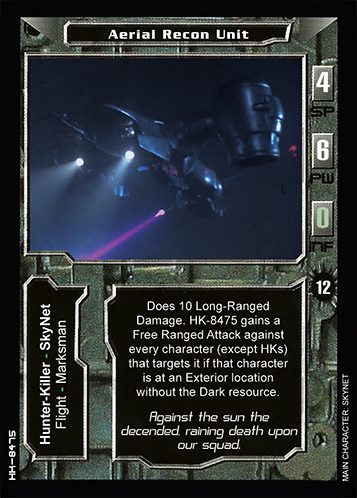 Aerial Recon Unit
4
SP
6
PW
0
INF
12
Hunter-Killer - SkyNet
Flight - Marksman
Does 10 Long-Ranged
Damage. HK-8475 gains a
Free Ranged Attack against
every character (except HKs)
that targets it if that character
is at an Exterior location
without the Dark resource.
Against the sun the
decended, raining death upon
our squad.
HK-8475
MAIN CHARACTER: SKYNET